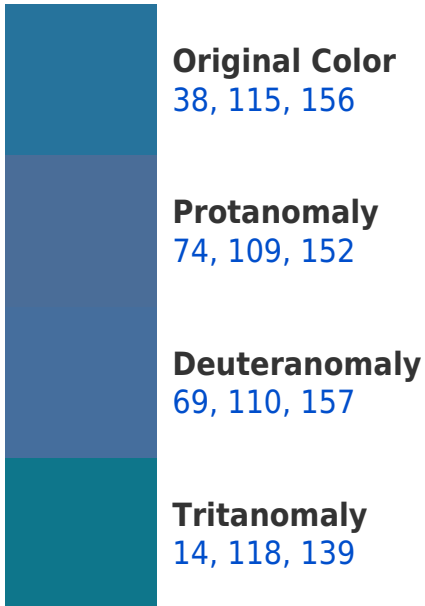 Original Color
38, 115, 156
Protanomaly
74, 109, 152
Deuteranomaly
69, 110, 157
Tritanomaly
14, 118, 139